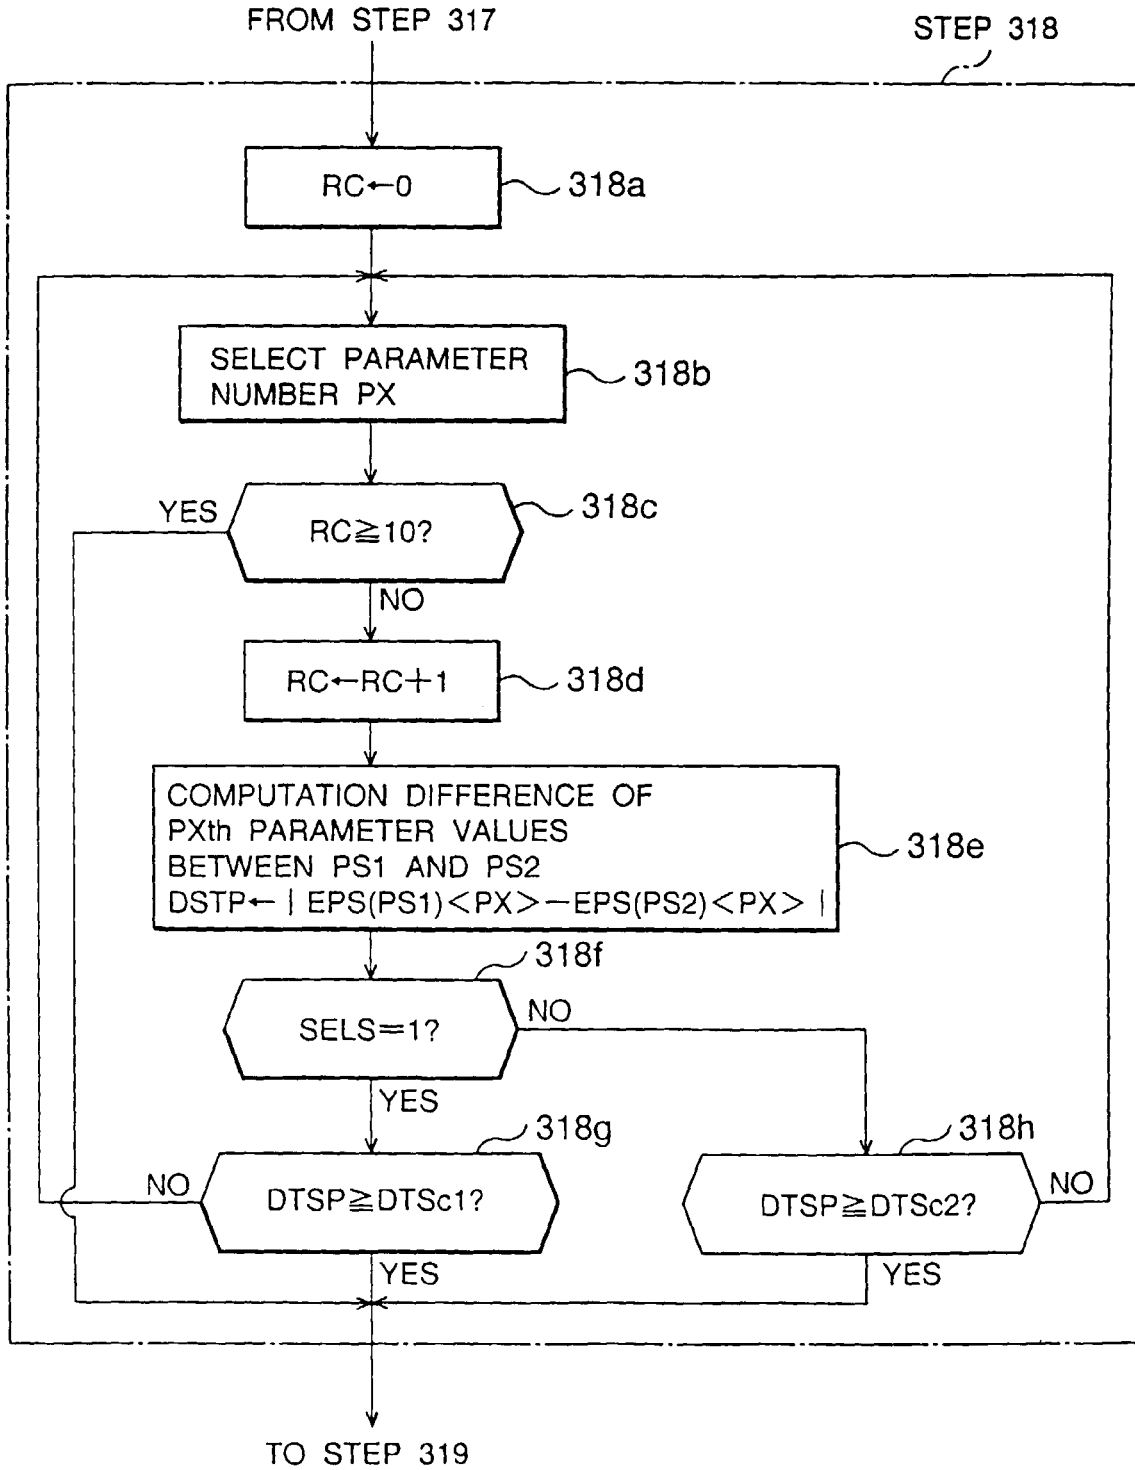 FROM STEP 317
STEP 318
RC←0
318a
SELECT PARAMETER
NUMBER PX
318b
YES
RC≧10?
318c
NO
RC←RC+1
318d
COMPUTATION DIFFERENCE OF
PXth PARAMETER VALUES
BETWEEN PS1 AND PS2
DSTP←|EPS(PS1)<PX>−EPS(PS2)<PX>|
318e
318f
SELS=1?
NO
YES
318g
318h
NO
DTSP≧DTSc1?
DTSP≧DTSc2?
NO
YES
YES
TO STEP 319